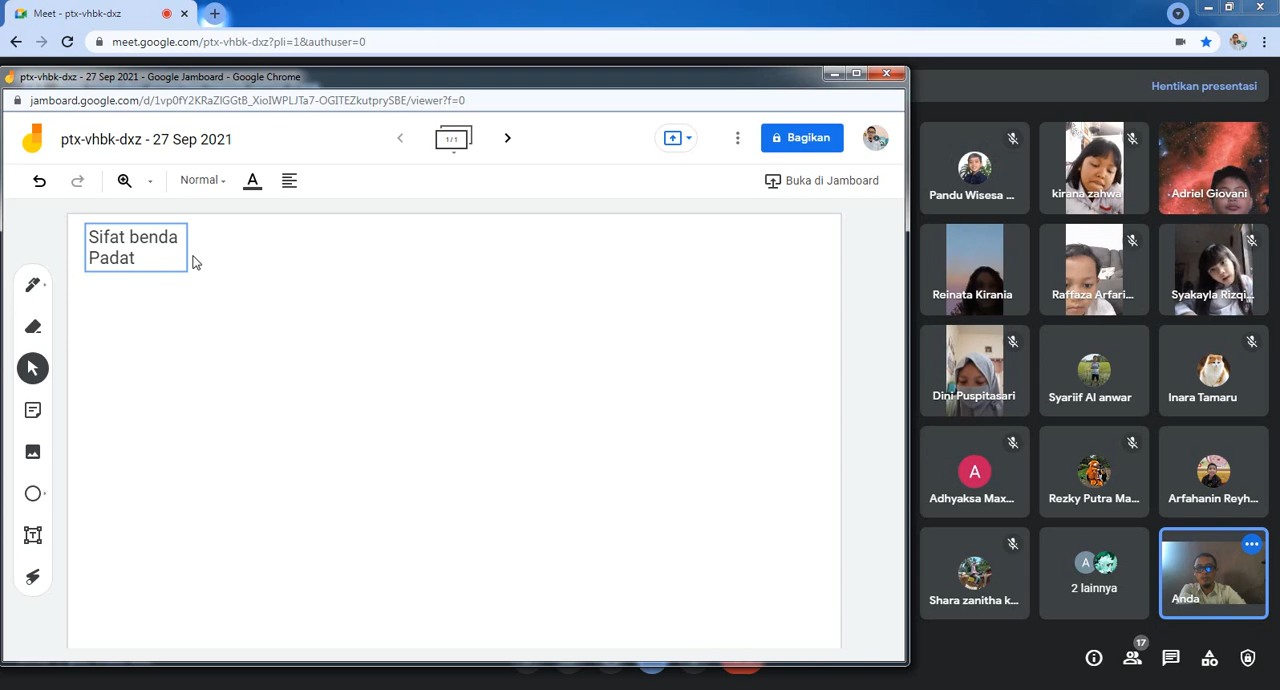 Meet - ptx-vhbk-dxz
meet.google.com/ptx-vhbk-dxz?pli=1&authuser=0
ptx-vhbk-dxz - 27 Sep 2021 - Google Jamboard - Google Chrome
Hentikan presentasi
jamboard.google.com/d/1vp0fY2KRaZlGGtB_XioIWPLJTa7-OGITEZkutprySBE/viewer?f=0
ptx-vhbk-dxz - 27 Sep 2021
1/1
Bagikan
Normal
A
Buka di Jamboard
Sifat benda
Padat
Pandu Wisesa ...
kirana zahwa
Adriel Giovani
Reinata Kirania
Raffaza Arfari...
Syakayla Rizqi...
Dini Puspitasari
Syariif Al anwar
Inara Tamaru
A
Adhyaksa Max...
Rezky Putra Ma...
Arfahanin Reyh...
Shara zanitha k...
A
2 lainnya
Anda
17